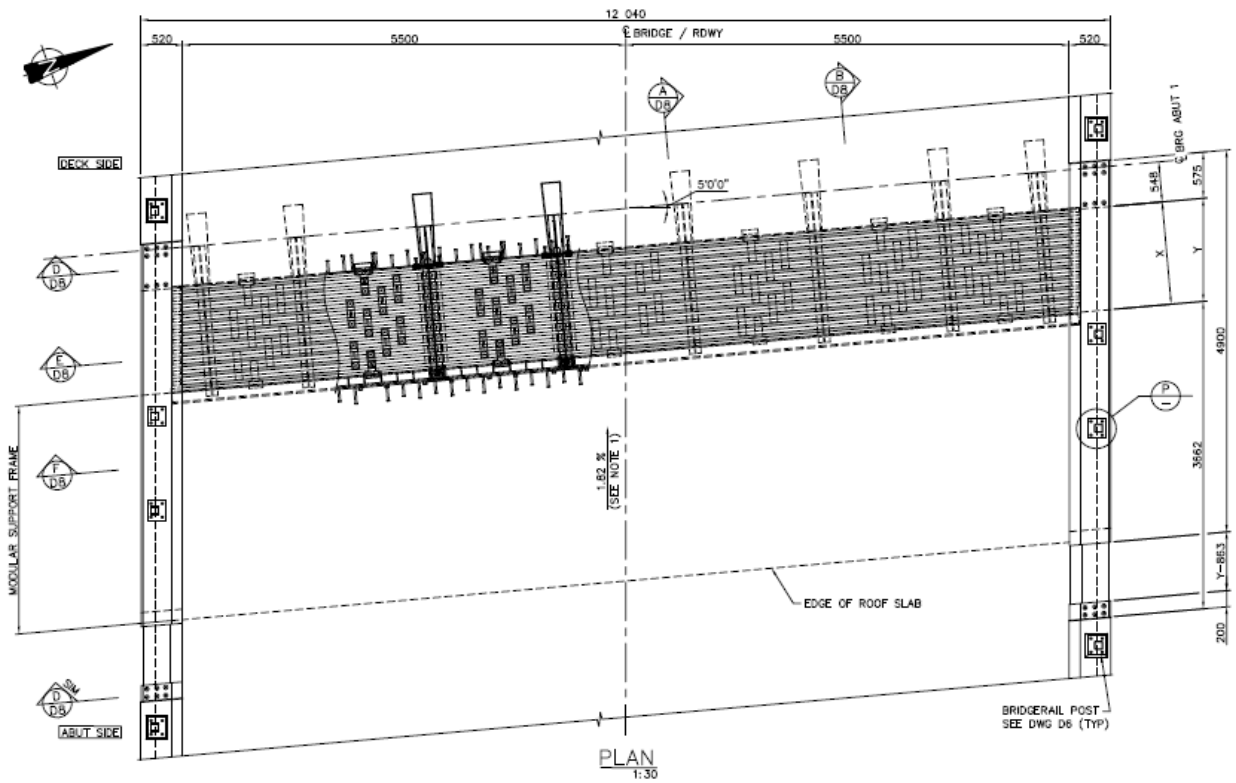 12 040
520
5500
℄ BRIDGE / RDWY
5500
520
N
A
D8
B
D8
℄ BRG ABUT 1
DECK SIDE
5'0'0"
548
575
X
Y
D
D8
E
D8
4900
P
–
MODULAR SUPPORT FRAME
F
D8
1.82 %
(SEE NOTE 1)
3662
EDGE OF ROOF SLAB
Y-863
200
SIM
D
D8
ABUT SIDE
BRIDGERAIL POST
SEE DWG D6 (TYP)
PLAN
1:30